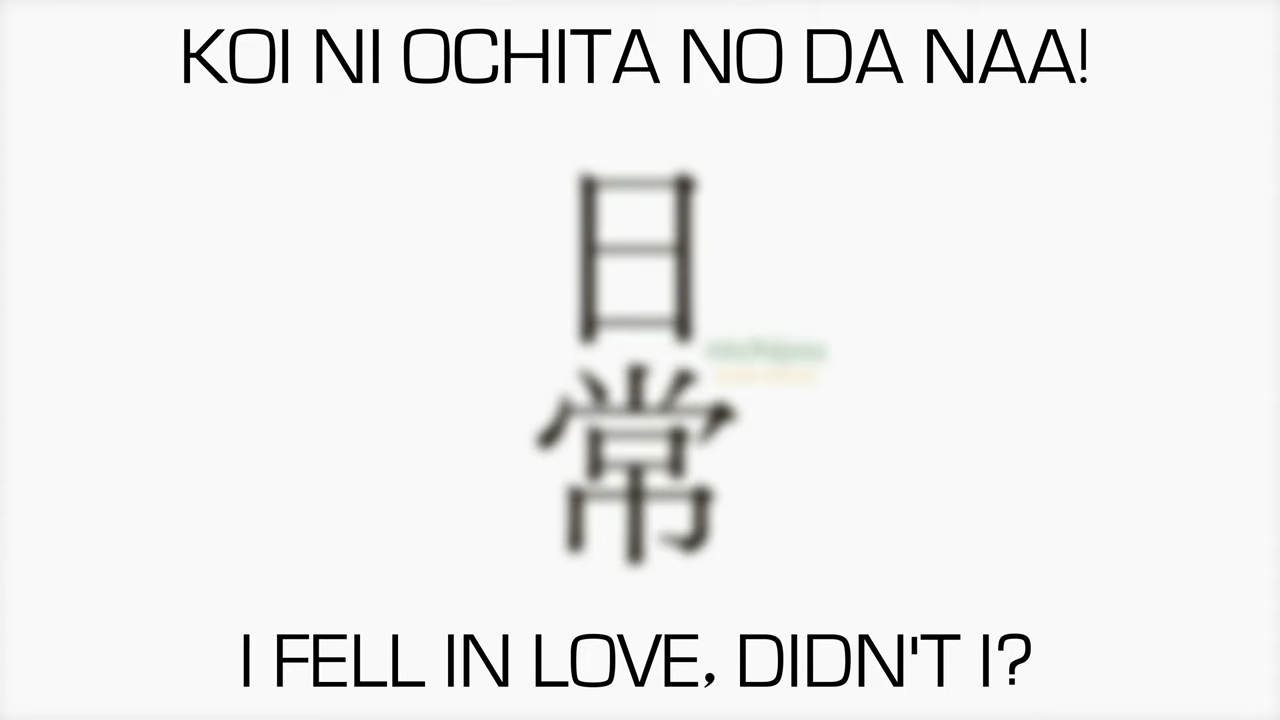 KOI NI OCHITA NO DA NAA!
日
常
I FELL IN LOVE, DIDN'T I?